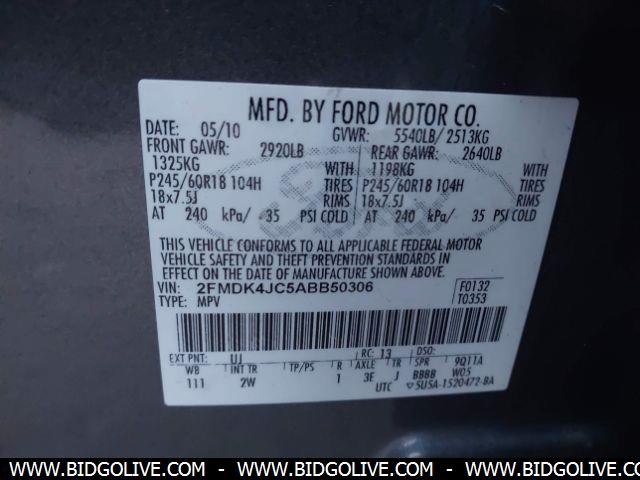 MFD. BY FORD MOTOR CO.
DATE: 05/10 GVWR: 5540LB/ 2513KG
FRONT GAWR: 2920LB REAR GAWR: 2640LB
1325KG WITH 1198KG WITH
P245/60R18 104H TIRES P245/60R18 104H TIRES
18x7.5J RIMS 18x7.5J RIMS
AT 240 kPa/ 35 PSI COLD AT 240 kPa/ 35 PSI COLD
THIS VEHICLE CONFORMS TO ALL APPLICABLE FEDERAL MOTOR
VEHICLE SAFETY AND THEFT PREVENTION STANDARDS IN
EFFECT ON THE DATE OF MANUFACTURE SHOWN ABOVE.
VIN: 2FMDK4JC5ABB50306 F0132
TYPE: MPV T0353
EXT PNT: UJ RC: 13 DSO:
WB INT TR TP/PS R AXLE TR SPR 9Q11A
111 2W 1 3E J BBBB W05
UTC ▽5U5A-1520472-BA
WWW.BIDGOLIVE.COM - WWW.BIDGOLIVE.COM - WWW.BIDGOLIVE.COM